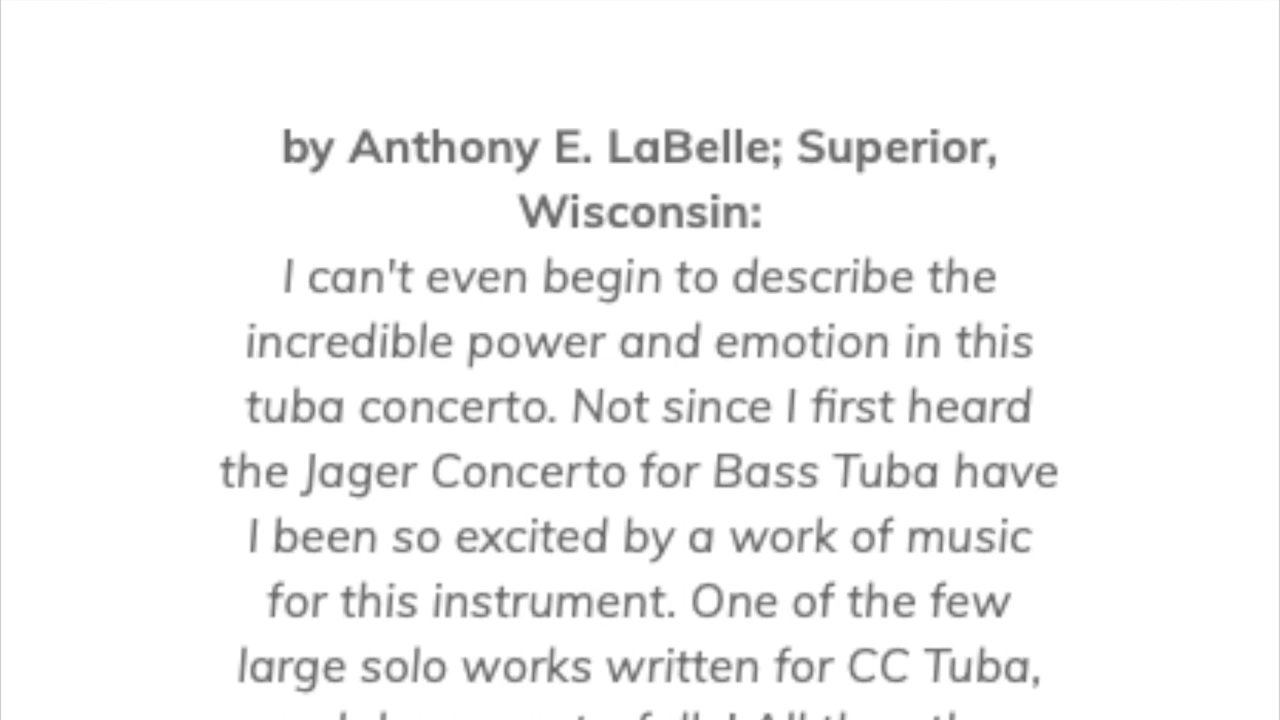 by Anthony E. LaBelle; Superior,
Wisconsin:
I can't even begin to describe the
incredible power and emotion in this
tuba concerto. Not since I first heard
the Jager Concerto for Bass Tuba have
I been so excited by a work of music
for this instrument. One of the few
large solo works written for CC Tuba,